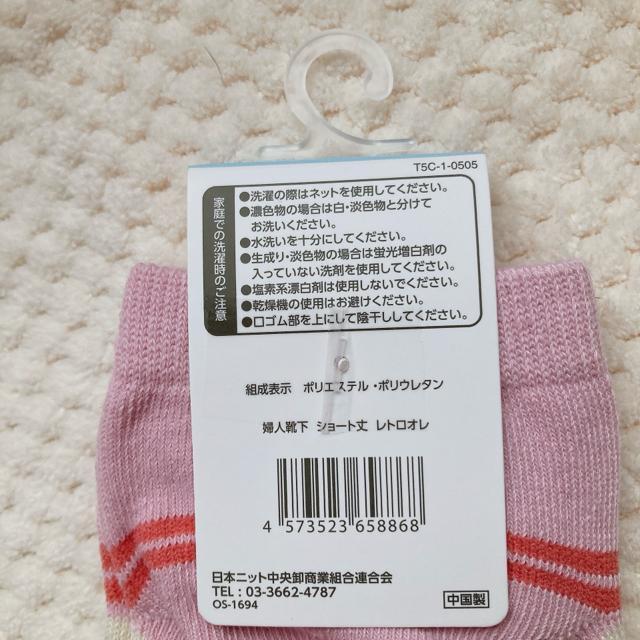 T5C-1-0505
家庭での洗濯時のご注意
●洗濯の際はネットを使用してください。
●濃色物の場合は白・淡色物と分けて
お洗いください。
●水洗いを十分にしてください。
●生成り・淡色物の場合は蛍光増白剤の
入っていない洗剤を使用してください。
●塩素系漂白剤は使用しないでください。
●乾燥機の使用はお避けください。
●口ゴム部を上にして陰干ししてください。
組成表示 ポリエステル・ポリウレタン
婦人靴下 ショート丈 レトロオレ
4 573523 658868
日本ニット中央卸商業組合連合会
TEL : 03-3662-4787
OS-1694
中国製